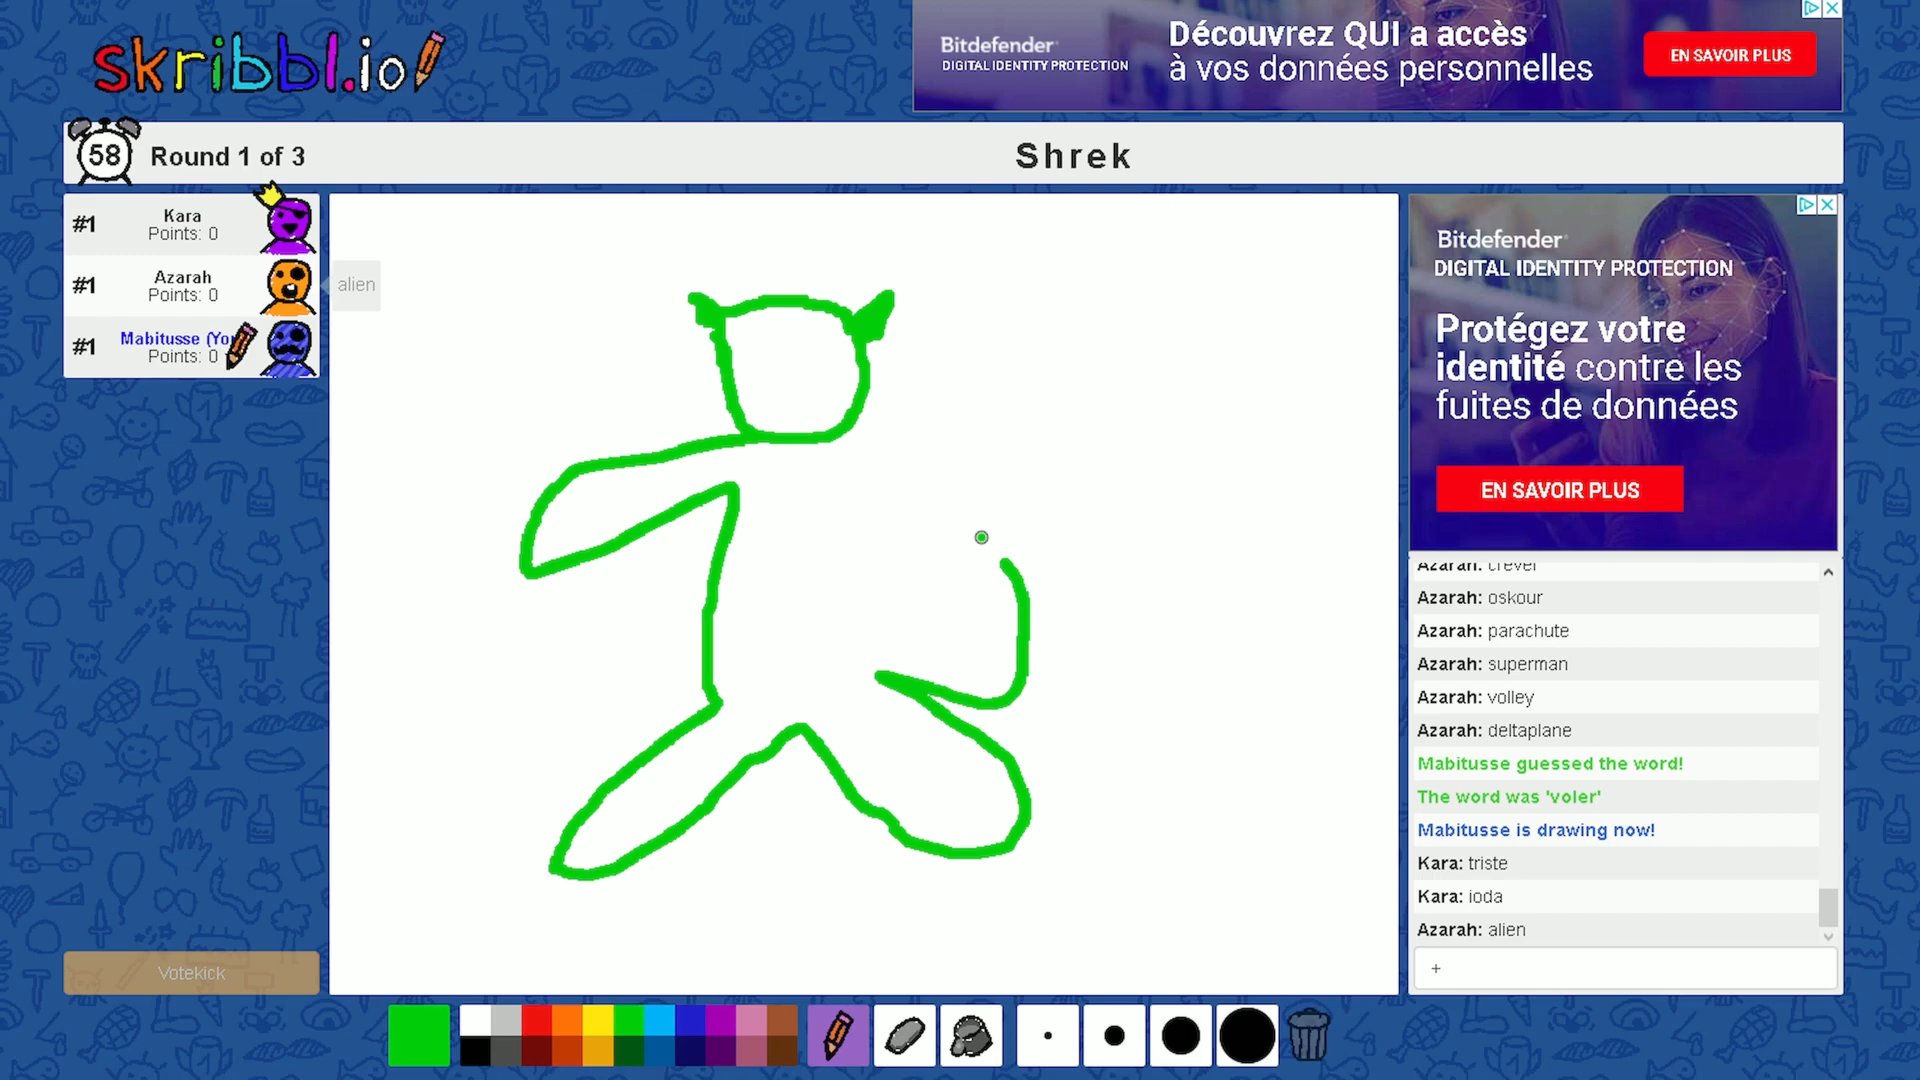 skribbl.io
Bitdefender
DIGITAL IDENTITY PROTECTION
Découvrez QUI a accès
à vos données personnelles
EN SAVOIR PLUS
58
Round 1 of 3
Shrek
#1
Kara
Points: 0
#1
Azarah
Points: 0
alien
#1
Mabitusse (Yo
Points: 0
Bitdefender
DIGITAL IDENTITY PROTECTION
Protégez votre
identité contre les
fuites de données
EN SAVOIR PLUS
Azarah: crever
Azarah: oskour
Azarah: parachute
Azarah: superman
Azarah: volley
Azarah: deltaplane
Mabitusse guessed the word!
The word was 'voler'
Mabitusse is drawing now!
Kara: triste
Kara: ioda
Azarah: alien
+
Votekick